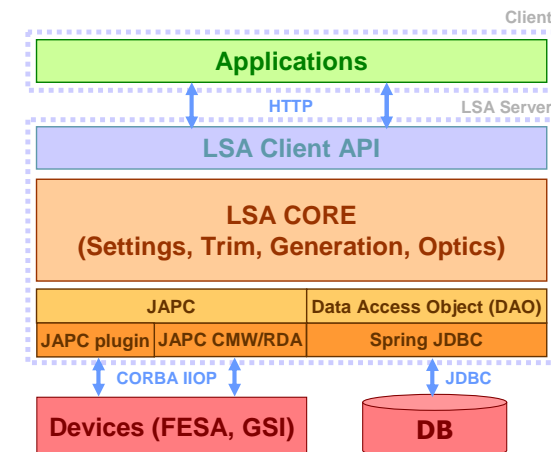 Client
Applications
HTTP
LSA Server
LSA Client API
LSA CORE
(Settings, Trim, Generation, Optics)
JAPC
Data Access Object (DAO)
JAPC plugin
JAPC CMW/RDA
Spring JDBC
CORBA IIOP
JDBC
Devices (FESA, GSI)
DB